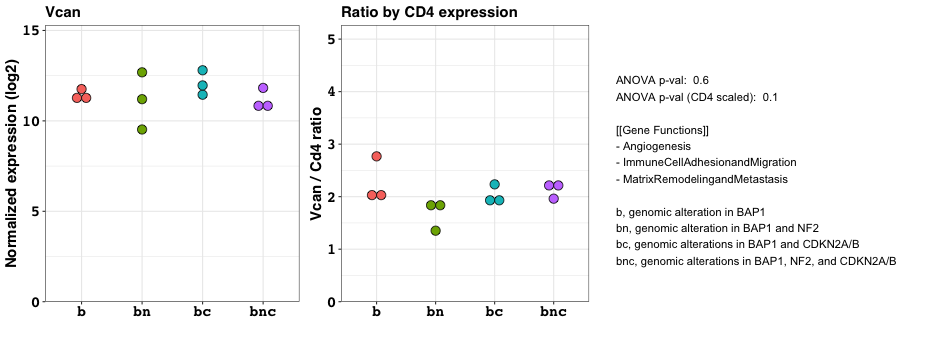 Vcan
Normalized expression (log2)
15
10
5
0
b bn bc bnc
Ratio by CD4 expression
Vcan / Cd4 ratio
5
4
3
2
1
0
b bn bc bnc
ANOVA p-val: 0.6
ANOVA p-val (CD4 scaled): 0.1
[[Gene Functions]]
- Angiogenesis
- ImmuneCellAdhesionandMigration
- MatrixRemodelingandMetastasis
b, genomic alteration in BAP1
bn, genomic alteration in BAP1 and NF2
bc, genomic alterations in BAP1 and CDKN2A/B
bnc, genomic alterations in BAP1, NF2, and CDKN2A/B